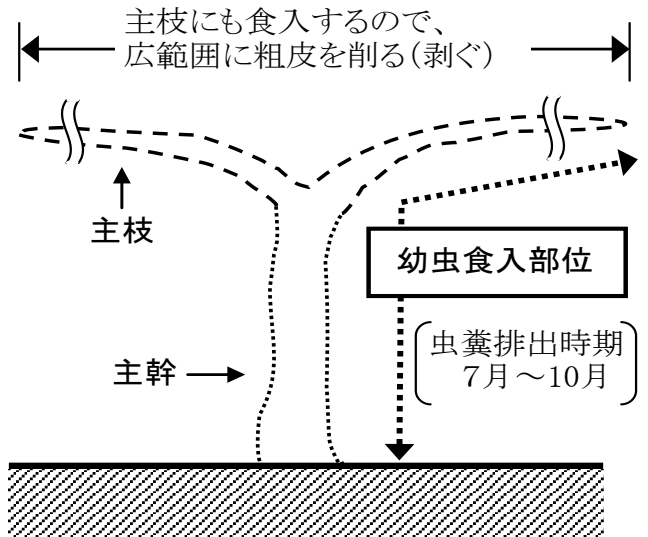 主枝にも食入するので、
広範囲に粗皮を削る(剥ぐ)
主枝
幼虫食入部位
虫糞排出時期
7月～10月
主幹